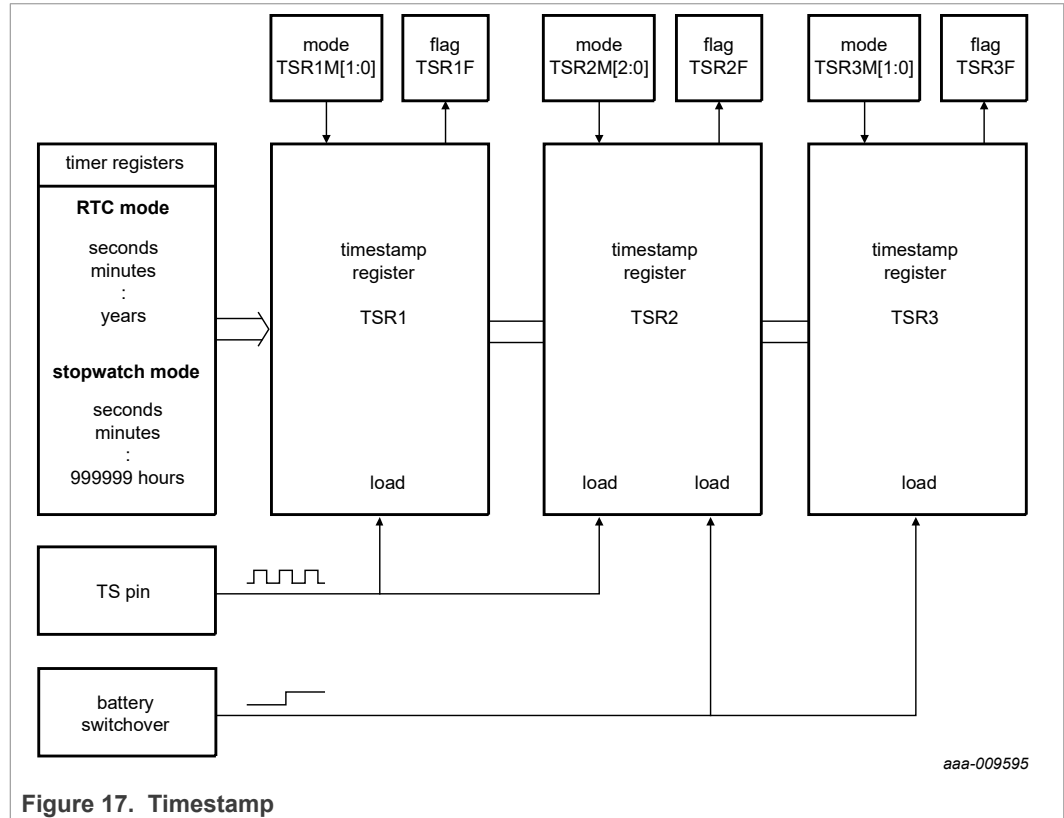 mode
TSR1M[1:0]
flag
TSR1F
mode
TSR2M[2:0]
flag
TSR2F
mode
TSR3M[1:0]
flag
TSR3F
timer registers
RTC mode
seconds
minutes
:
years
stopwatch mode
seconds
minutes
:
999999 hours
timestamp
register
TSR1
load
timestamp
register
TSR2
load
load
timestamp
register
TSR3
load
TS pin
battery
switchover
aaa-009595
Figure 17. Timestamp